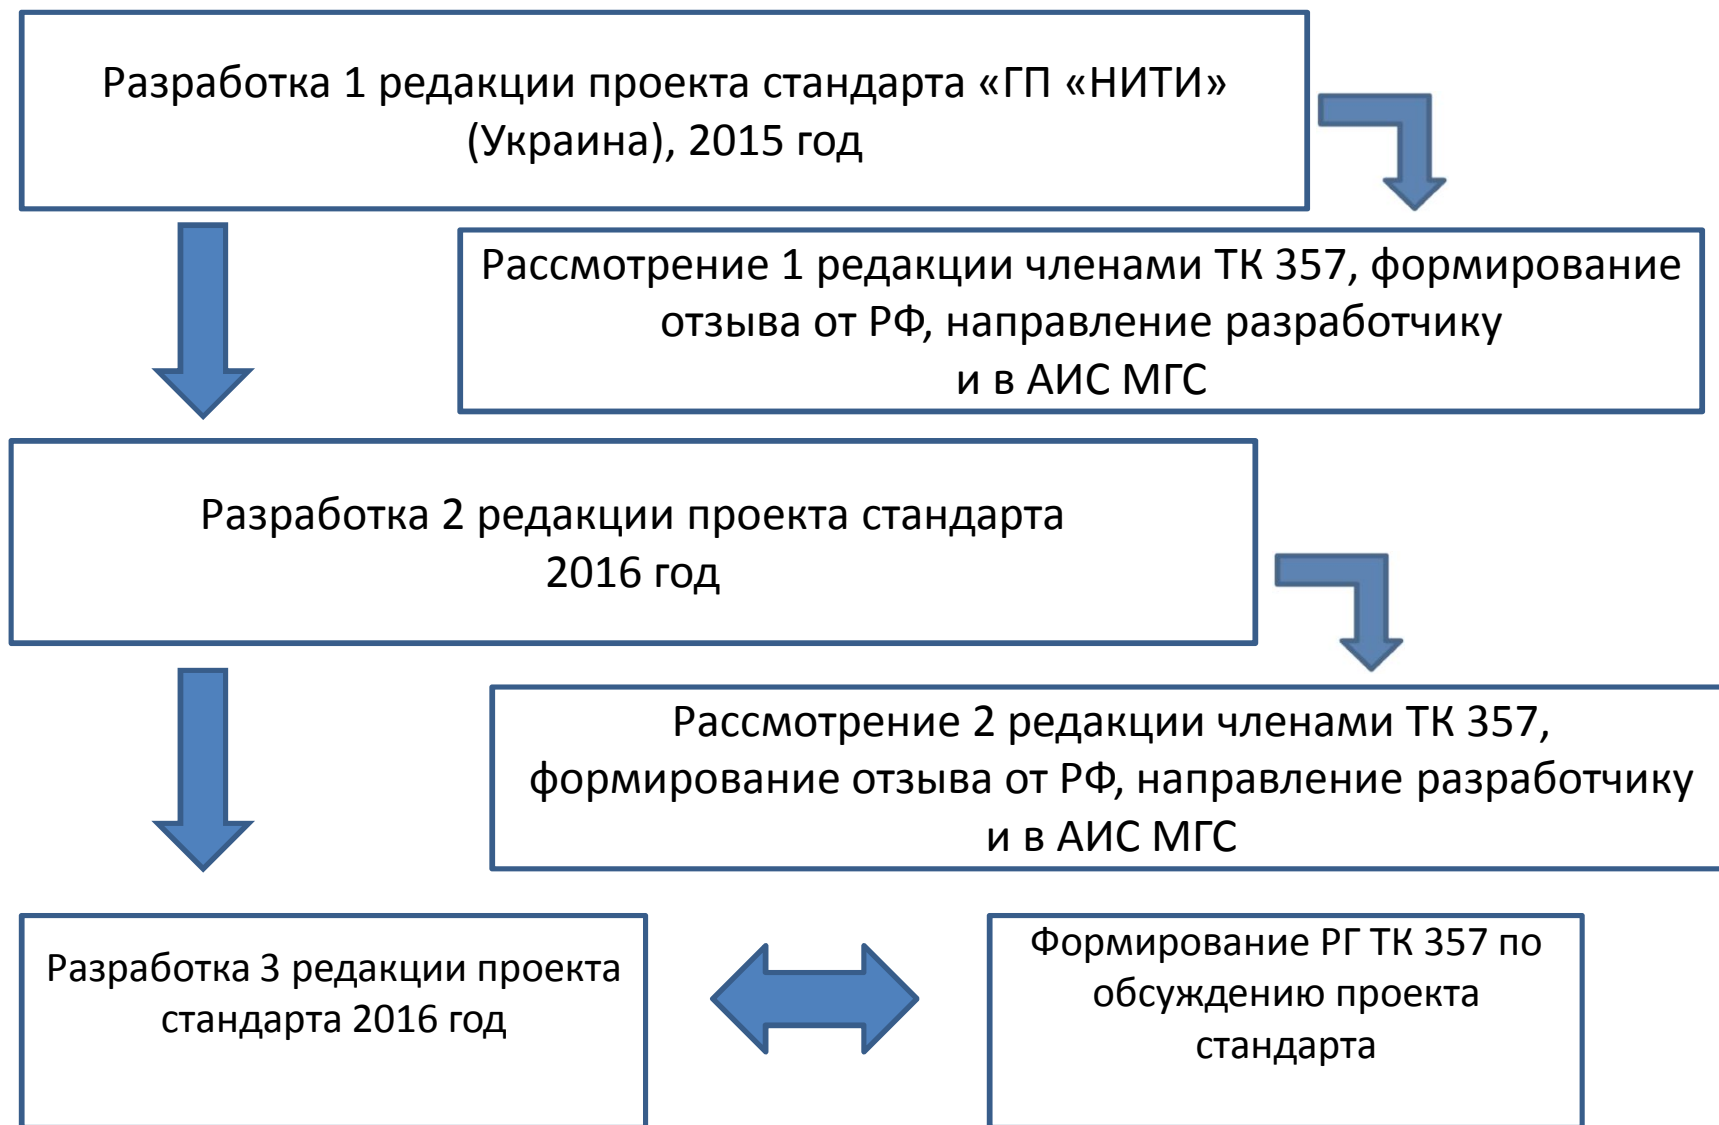 Разработка 1 редакции проекта стандарта «ГП «НИТИ»
(Украина), 2015 год
Рассмотрение 1 редакции членами ТК 357, формирование
отзыва от РФ, направление разработчику
и в АИС МГС
Разработка 2 редакции проекта стандарта
2016 год
Рассмотрение 2 редакции членами ТК 357,
формирование отзыва от РФ, направление разработчику
и в АИС МГС
Разработка 3 редакции проекта
стандарта 2016 год
Формирование РГ ТК 357 по
обсуждению проекта
стандарта